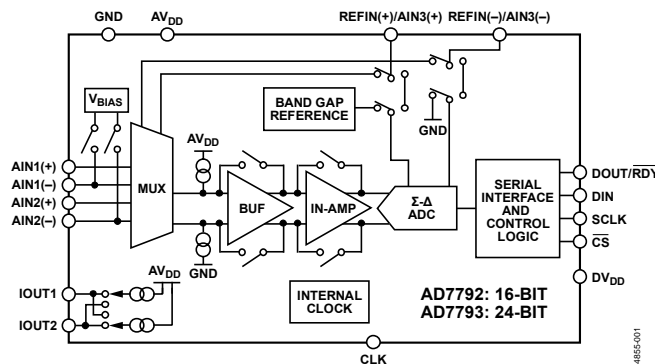 GND
AVDD
REFIN(+)/AIN3(+)
REFIN(–)/AIN3(–)
VBIAS
BAND GAP
REFERENCE
GND
AVDD
AIN1(+)
AIN1(–)
AIN2(+)
AIN2(–)
MUX
BUF
IN-AMP
Σ-Δ
ADC
SERIAL
INTERFACE
AND
CONTROL
LOGIC
DOUT/RDY
DIN
SCLK
CS
GND
DVDD
IOUT1
IOUT2
AVDD
INTERNAL
CLOCK
AD7792: 16-BIT
AD7793: 24-BIT
CLK
04855-001